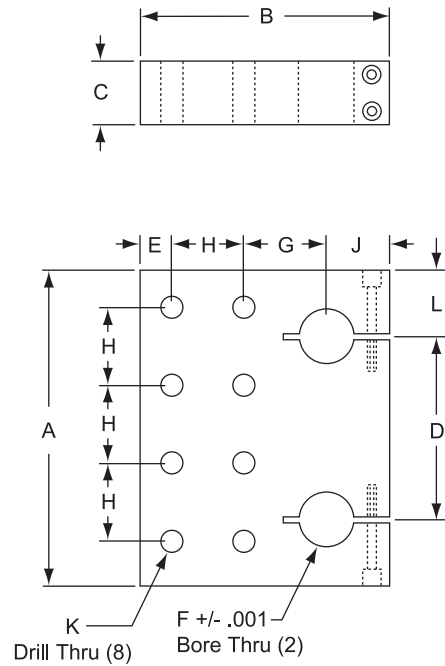 B
C
E H G J
L
H
H
A
D
H
K
Drill Thru (8)
F +/- .001
Bore Thru (2)